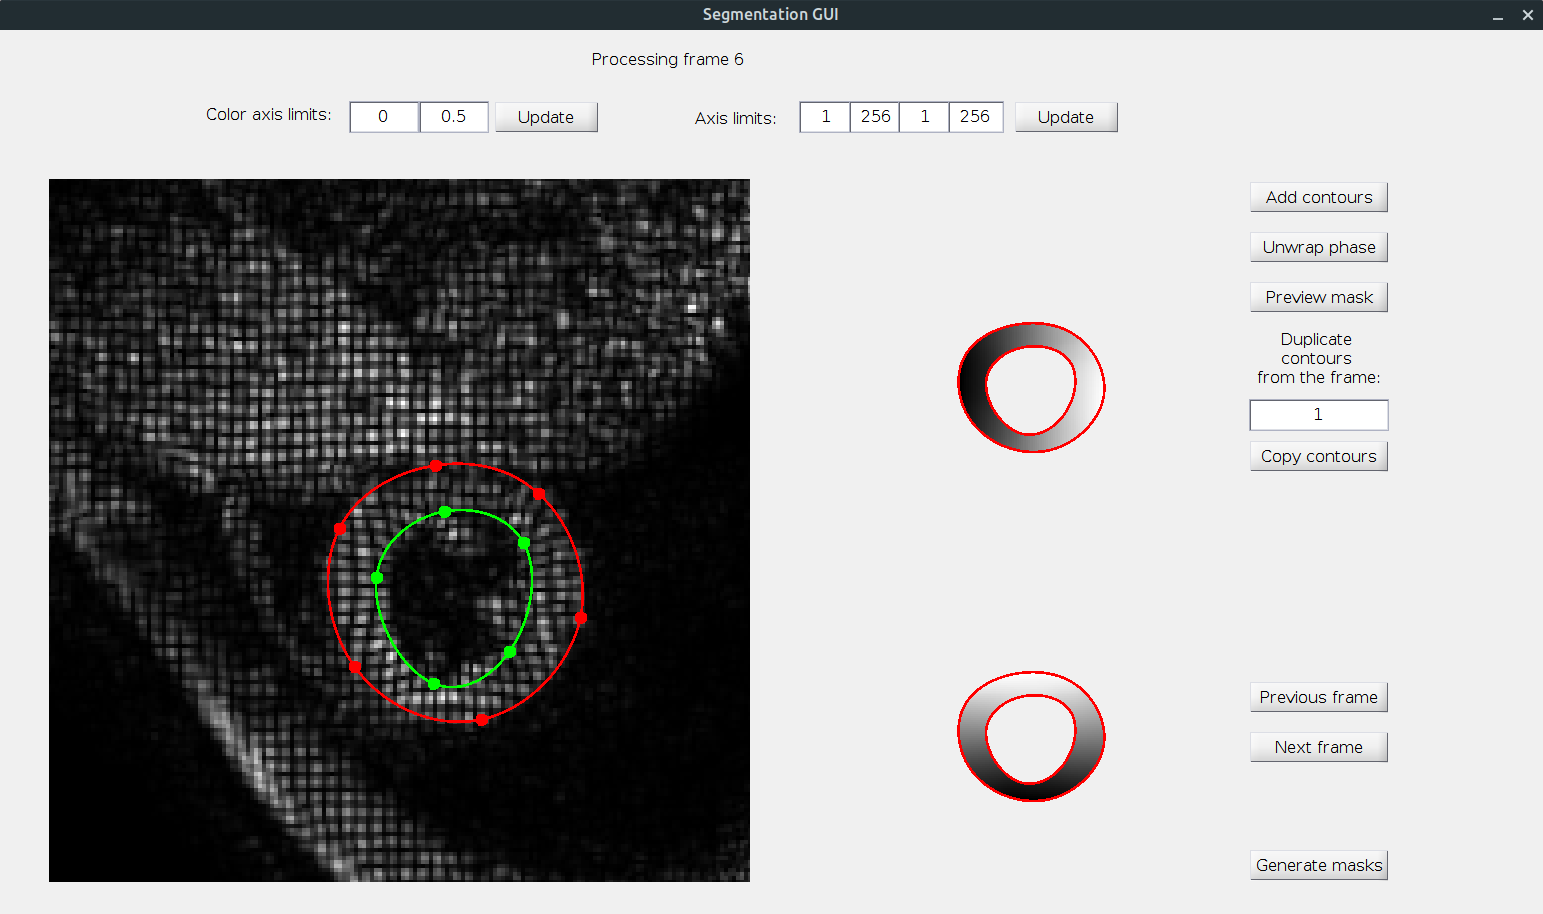 Segmentation GUI
Processing frame 6
Color axis limits: 0 0.5 Update Axis limits: 1 256 1 256 Update
Add contours
Unwrap phase
Preview mask
Duplicate
contours
from the frame:
1
Copy contours
Previous frame
Next frame
Generate masks